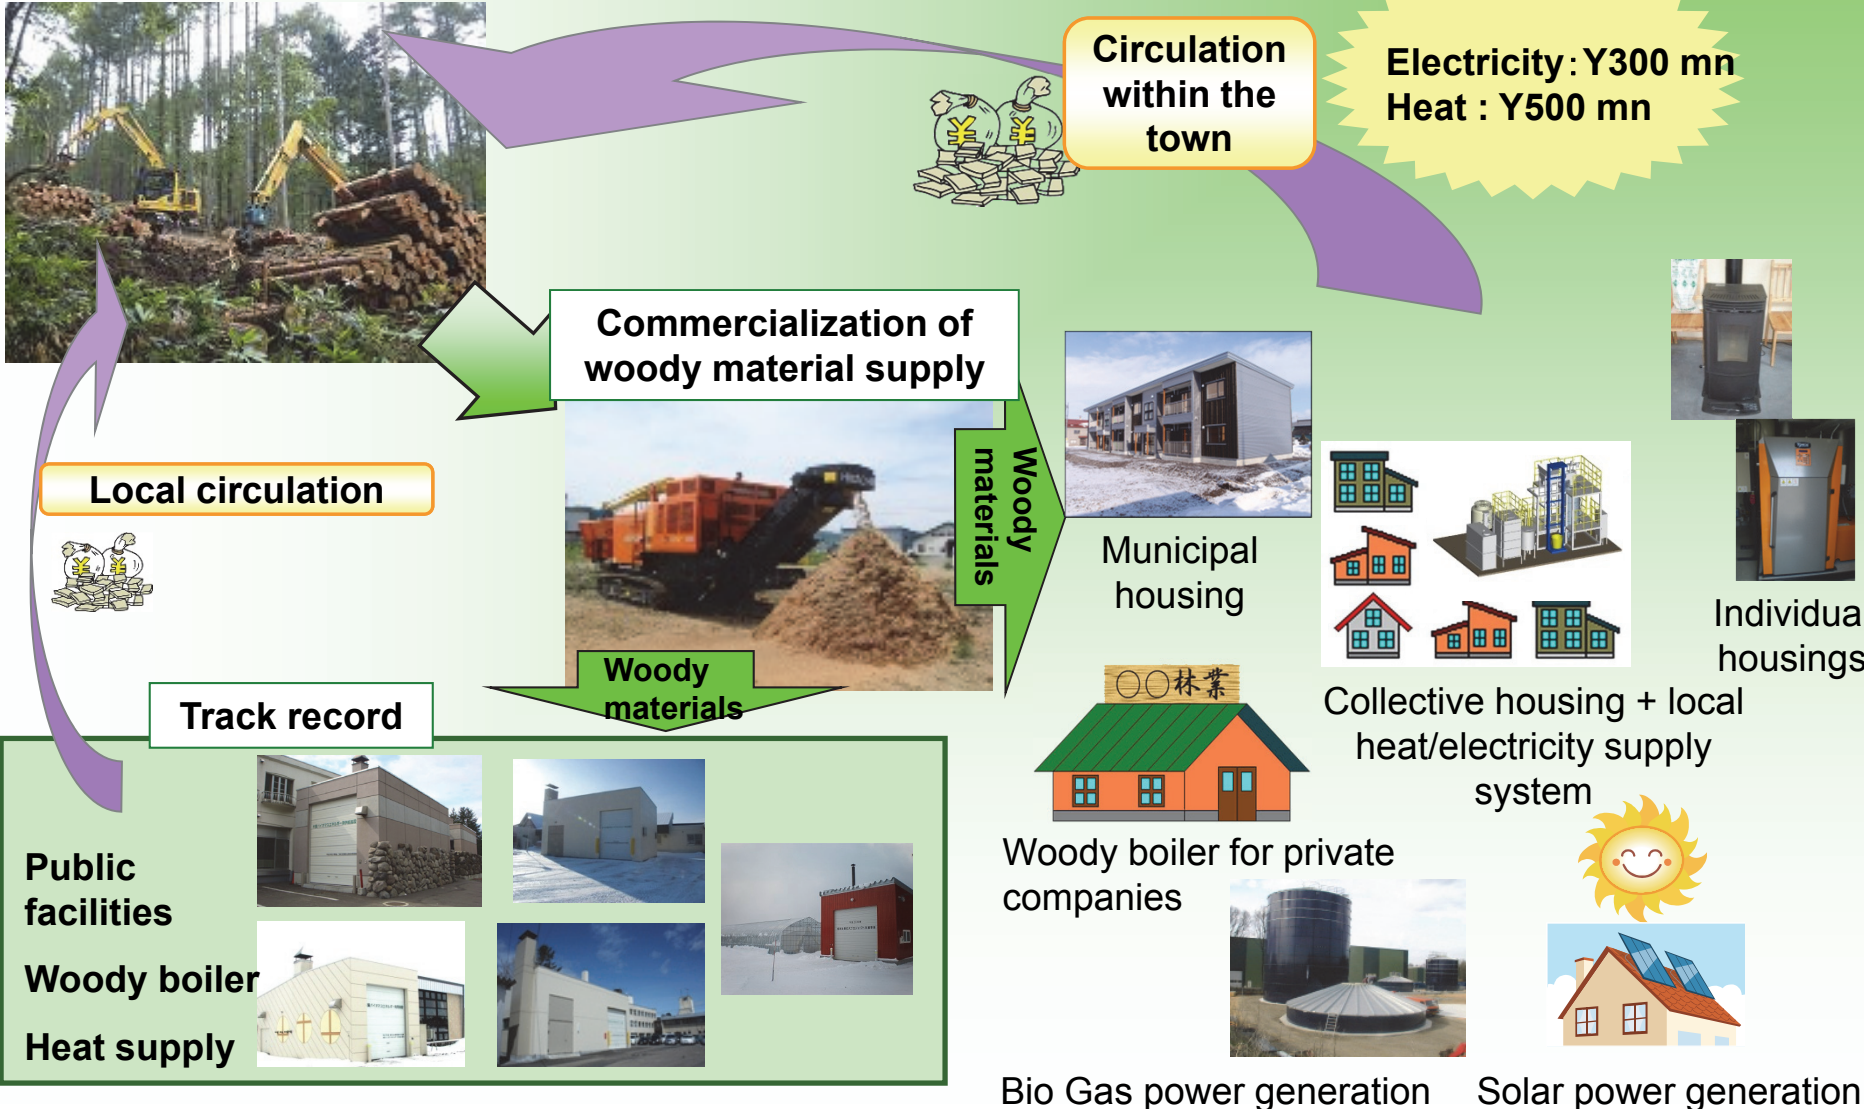 Circulation
within the
town
Electricity:Y300 mn
Heat : Y500 mn
Commercialization of
woody material supply
Local circulation
Woody
materials
Woody
materials
Municipal
housing
Individua
housings
Collective housing + local
heat/electricity supply
system
〇〇林業
Woody boiler for private
companies
Track record
Public
facilities
Woody boiler
Heat supply
Bio Gas power generation
Solar power generation